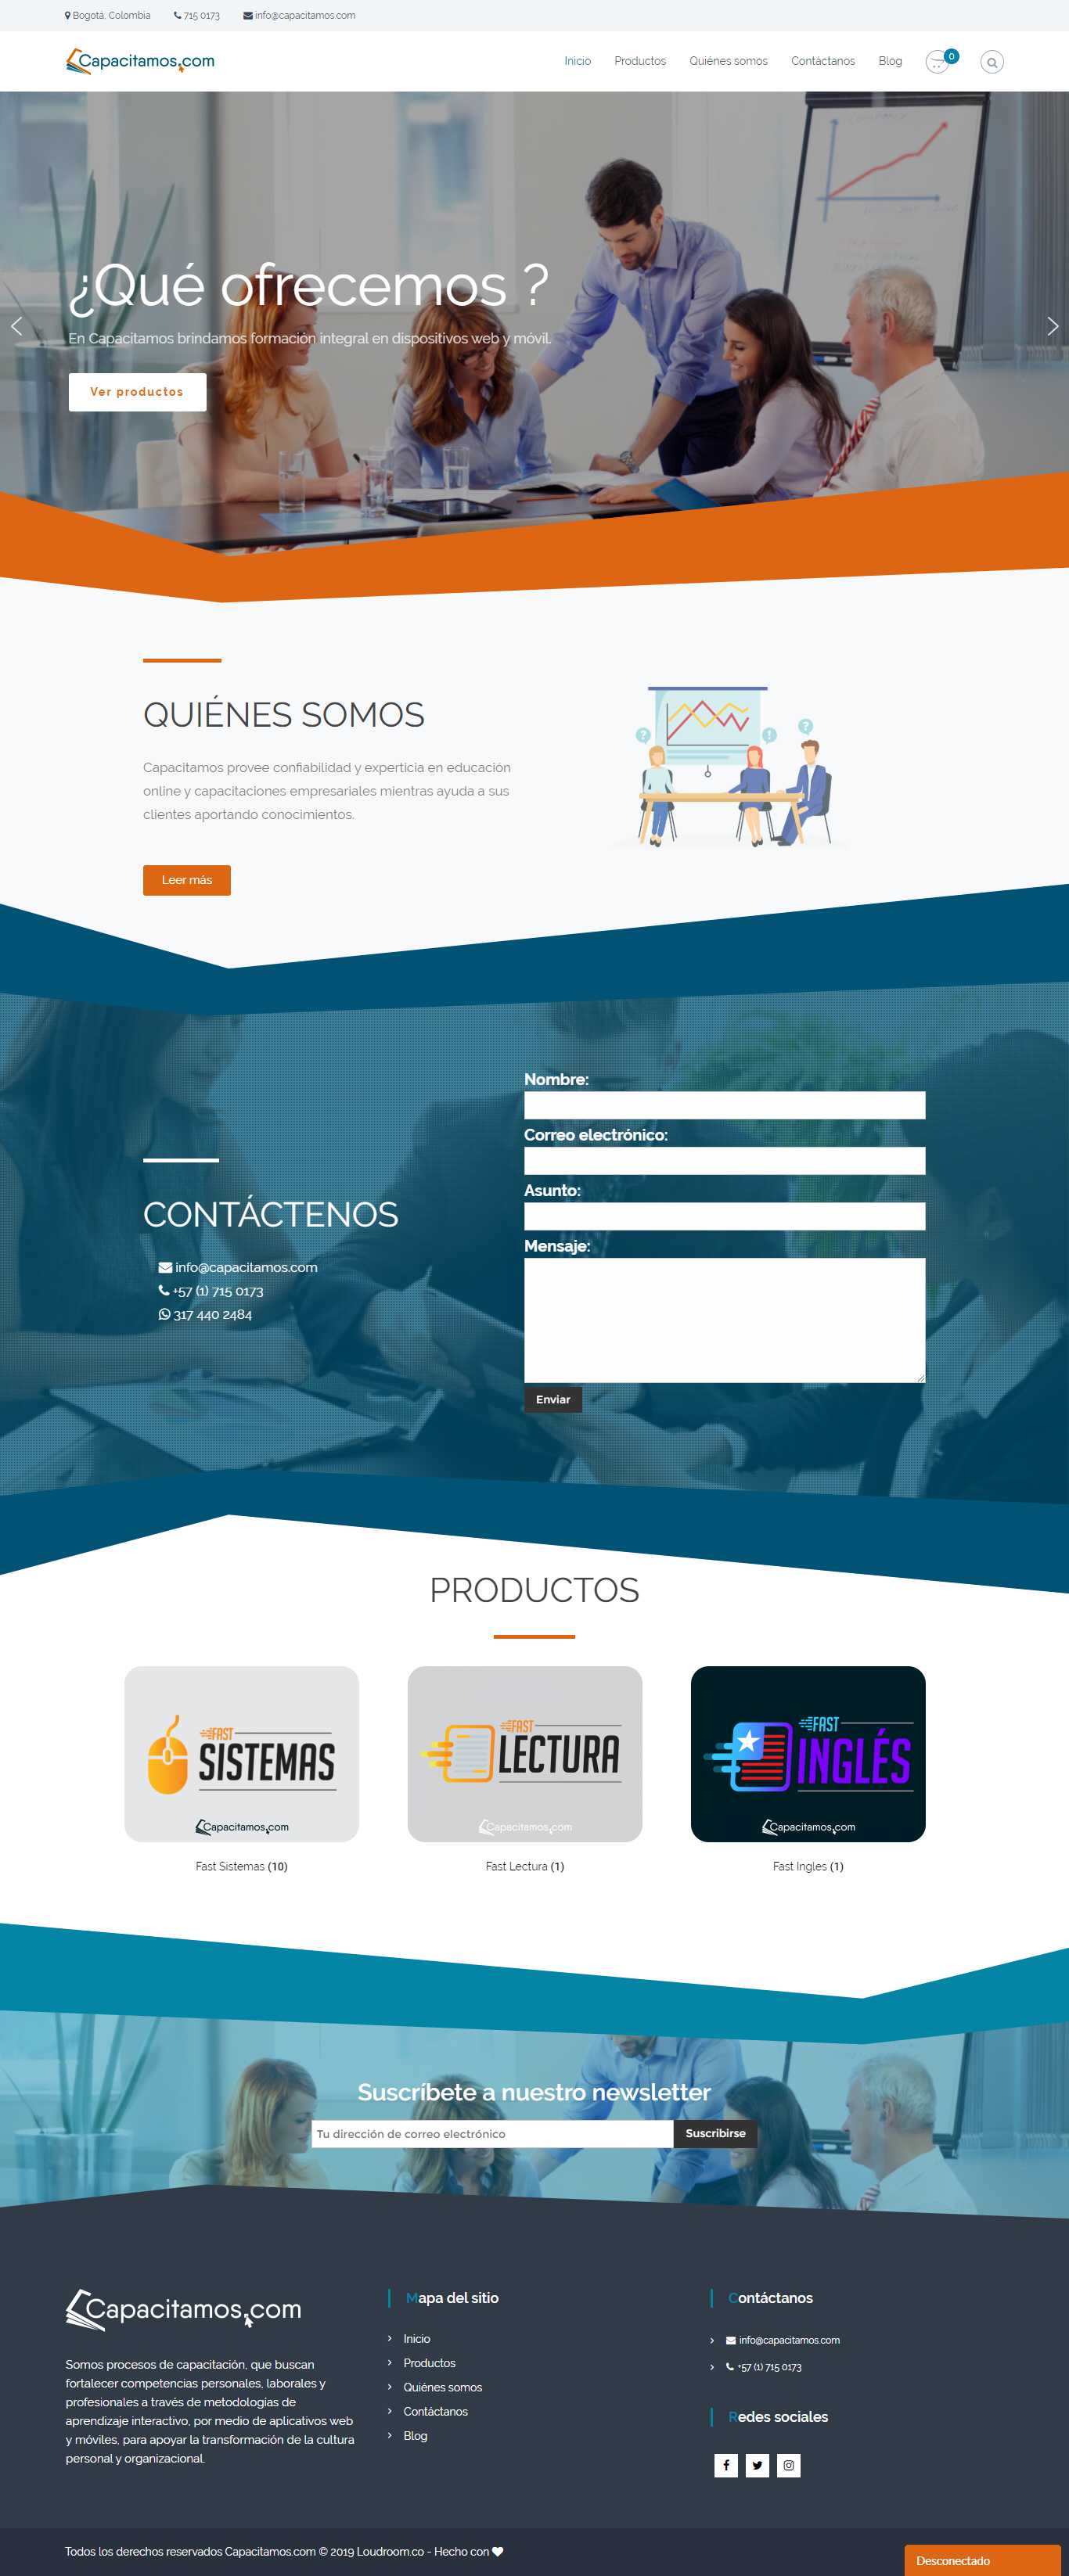 Bogotá, Colombia 715 0173 info@capacitamos.com
Capacitamos.com
Inicio Productos Quiénes somos Contáctanos Blog 0
¿Qué ofrecemos ?
En Capacitamos brindamos formación integral en dispositivos web y móvil.
Ver productos
QUIÉNES SOMOS
Capacitamos provee confiabilidad y experticia en educación
online y capacitaciones empresariales mientras ayuda a sus
clientes aportando conocimientos.
Leer más
CONTÁCTENOS
info@capacitamos.com
+57 (1) 715 0173
317 440 2484
Nombre:
Correo electrónico:
Asunto:
Mensaje:
Enviar
PRODUCTOS
FAST
SISTEMAS
Capacitamos.com
Fast Sistemas (10)
FAST
LECTURA
Capacitamos.com
Fast Lectura (1)
FAST
INGLÉS
Capacitamos.com
Fast Ingles (1)
Suscríbete a nuestro newsletter
Tu dirección de correo electrónico
Suscribirse
Capacitamos.com
Somos procesos de capacitación, que buscan
fortalecer competencias personales, laborales y
profesionales a través de metodologías de
aprendizaje interactivo, por medio de aplicativos web
y móviles, para apoyar la transformación de la cultura
personal y organizacional.
Mapa del sitio
Inicio
Productos
Quiénes somos
Contáctanos
Blog
Contáctanos
info@capacitamos.com
+57 (1) 715 0173
Redes sociales
Todos los derechos reservados Capacitamos.com © 2019 Loudroom.co - Hecho con
Desconectado